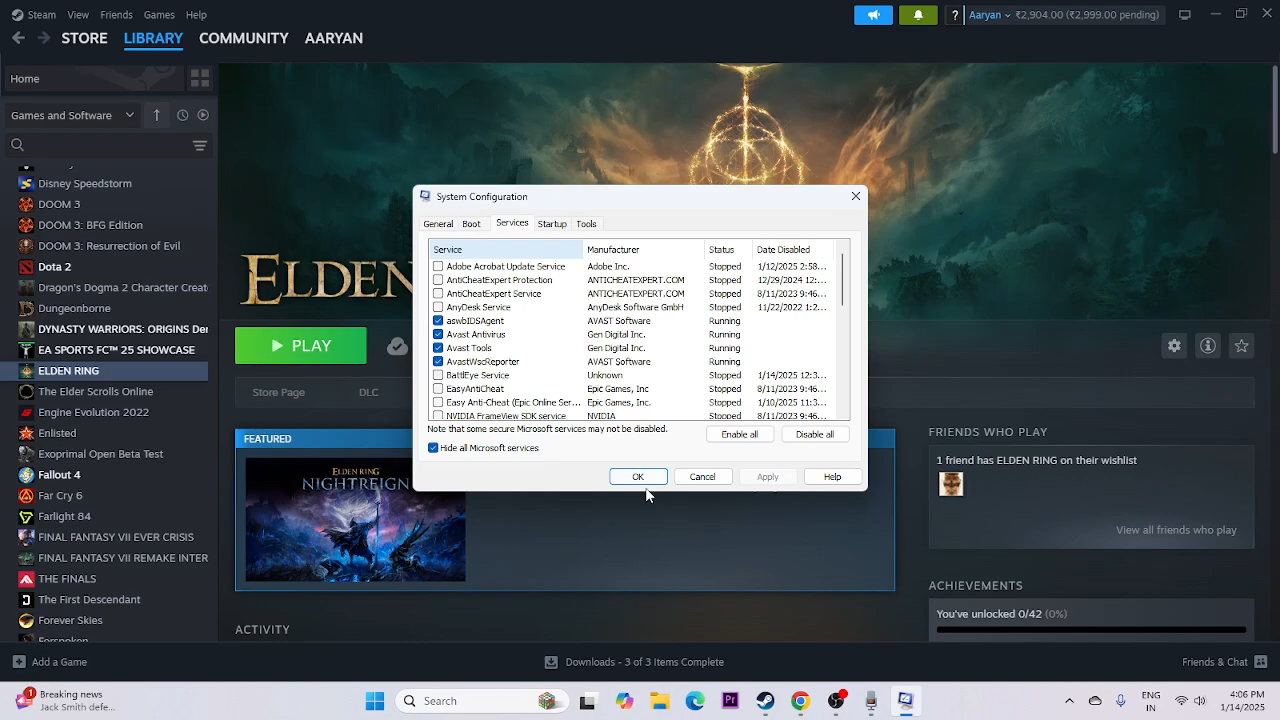 Steam View Friends Games Help
Aaryan ₹2,904.00 (₹2,999.00 pending)
STORE LIBRARY COMMUNITY AARYAN
Home
Games and Software
Disney Speedstorm
DOOM 3
DOOM 3: BFG Edition
DOOM 3: Resurrection of Evil
Dota 2
Dragon's Dogma 2 Character Creato
DYNASTY WARRIORS: ORIGINS Den
EA SPORTS FC™ 25 SHOWCASE
ELDEN RING
The Elder Scrolls Online
Engine Evolution 2022
Enlisted
Exoprimal Open Beta Test
Fallout 4
Far Cry 6
Farlight 84
FINAL FANTASY VII EVER CRISIS
FINAL FANTASY VII REMAKE INTER
THE FINALS
The First Descendant
Forever Skies
Forspoken
Add a Game
ELDEN
PLAY
Store Page DLC
FEATURED
ELDEN RING
NIGHTREIGN
ACTIVITY
System Configuration
General Boot Services Startup Tools
Service Manufacturer Status Date Disabled
Adobe Acrobat Update Service Adobe Inc. Stopped 1/12/2025 2:58...
AntiCheatExpert Protection ANTICHEATEXPERT.COM Stopped 12/29/2024 12:...
AntiCheatExpert Service ANTICHEATEXPERT.COM Stopped 8/11/2023 9:46...
AnyDesk Service AnyDesk Software GmbH Stopped 11/22/2022 1:2...
aswbIDSAgent AVAST Software Running
Avast Antivirus Gen Digital Inc. Running
Avast Tools Gen Digital Inc. Running
AvastWscReporter AVAST Software Running
BattlEye Service Unknown Stopped 1/14/2025 12:3...
EasyAntiCheat Epic Games, Inc Stopped 8/11/2023 9:46...
Easy Anti-Cheat (Epic Online Ser... Epic Games, Inc. Stopped 1/10/2025 11:3...
NVIDIA FrameView SDK service NVIDIA Stopped 8/11/2023 9:46...
Note that some secure Microsoft services may not be disabled.
Enable all Disable all
Hide all Microsoft services
OK Cancel Apply Help
FRIENDS WHO PLAY
1 friend has ELDEN RING on their wishlist
View all friends who play
ACHIEVEMENTS
You've unlocked 0/42 (0%)
Downloads - 3 of 3 Items Complete
Friends & Chat
1
Breaking news
Jack Smith defe...
Search
Pr
ENG
IN
4:06 PM
1/14/2025